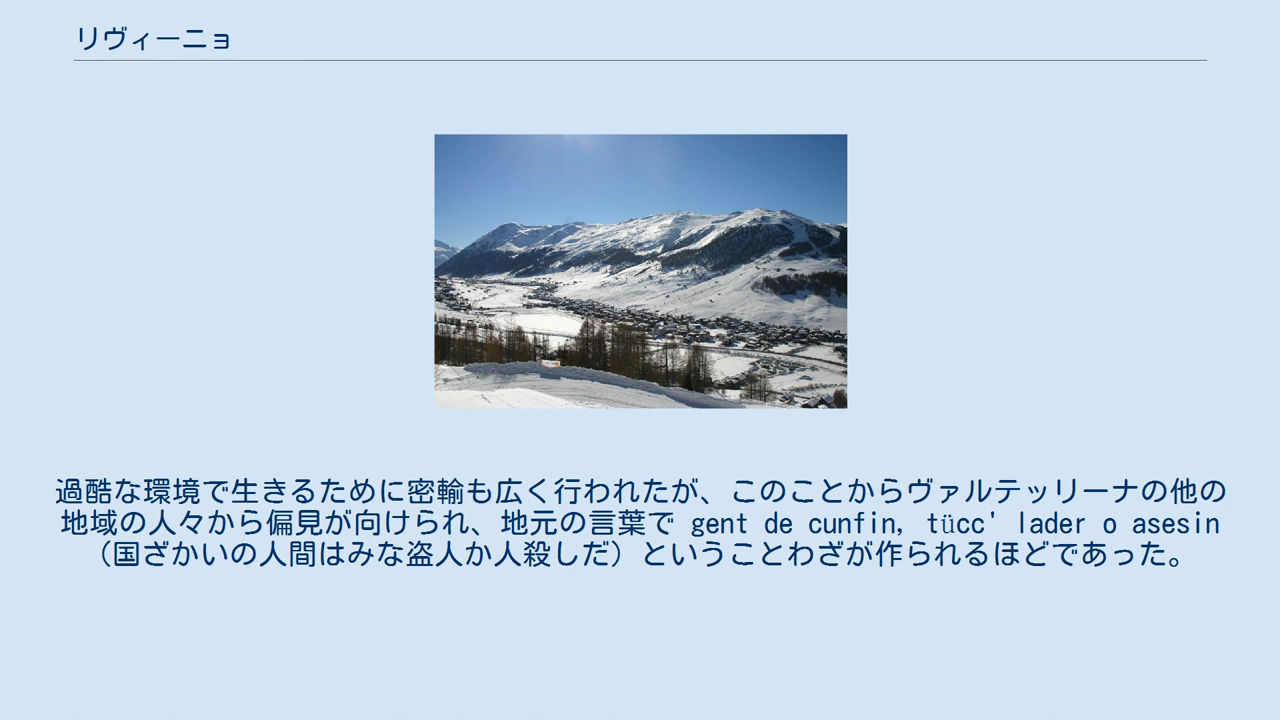 リヴィーニョ
過酷な環境で生きるために密輸も広く行われたが、このことからヴァルテッリーナの他の
地域の人々から偏見が向けられ、地元の言葉で gent de cunfin, tücc' lader o asesin
（国ざかいの人間はみな盗人か人殺しだ）ということわざが作られるほどであった。